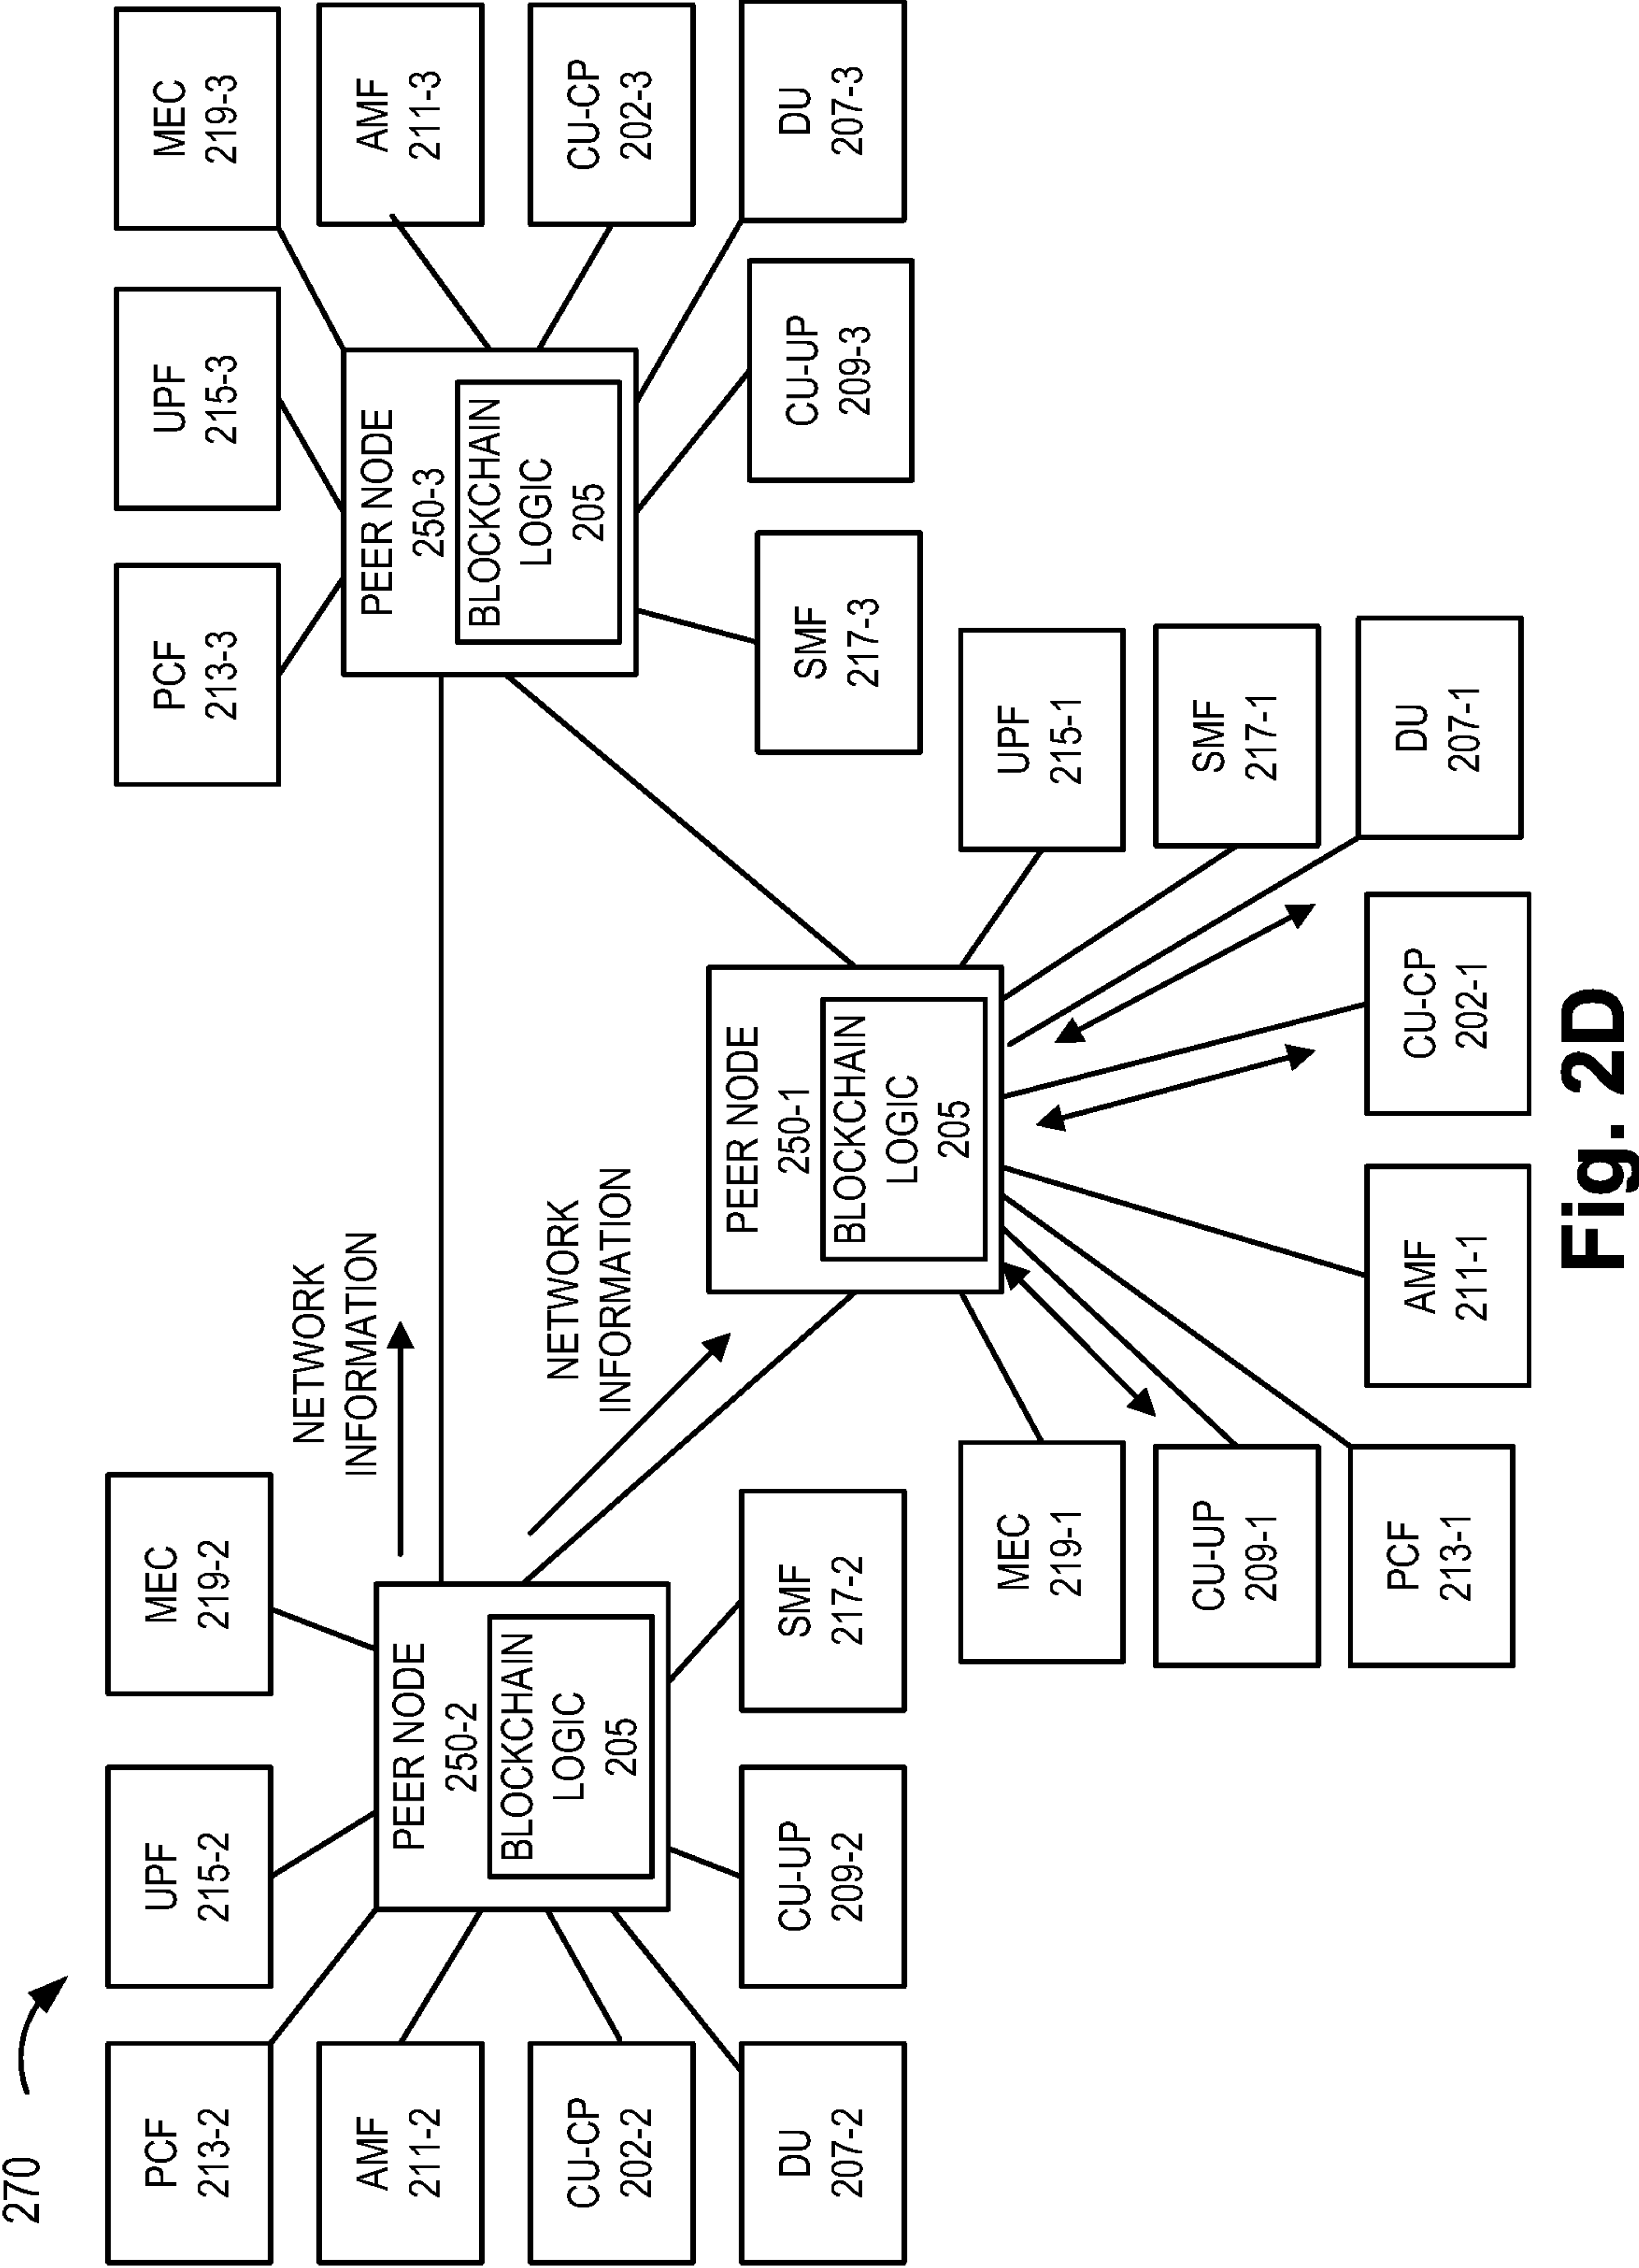 270
PCF
213-2
UPF
215-2
MEC
219-2
AMF
211-2
CU-CP
202-2
DU
207-2
CU-UP
209-2
SMF
217-2
PEER NODE
250-2
BLOCKCHAIN
LOGIC
205
NETWORK
INFORMATION
NETWORK
INFORMATION
PCF
213-3
UPF
215-3
MEC
219-3
AMF
211-3
CU-CP
202-3
DU
207-3
CU-UP
209-3
SMF
217-3
PEER NODE
250-3
BLOCKCHAIN
LOGIC
205
PEER NODE
250-1
BLOCKCHAIN
LOGIC
205
MEC
219-1
CU-UP
209-1
PCF
213-1
AMF
211-1
CU-CP
202-1
UPF
215-1
SMF
217-1
DU
207-1
Fig. 2D